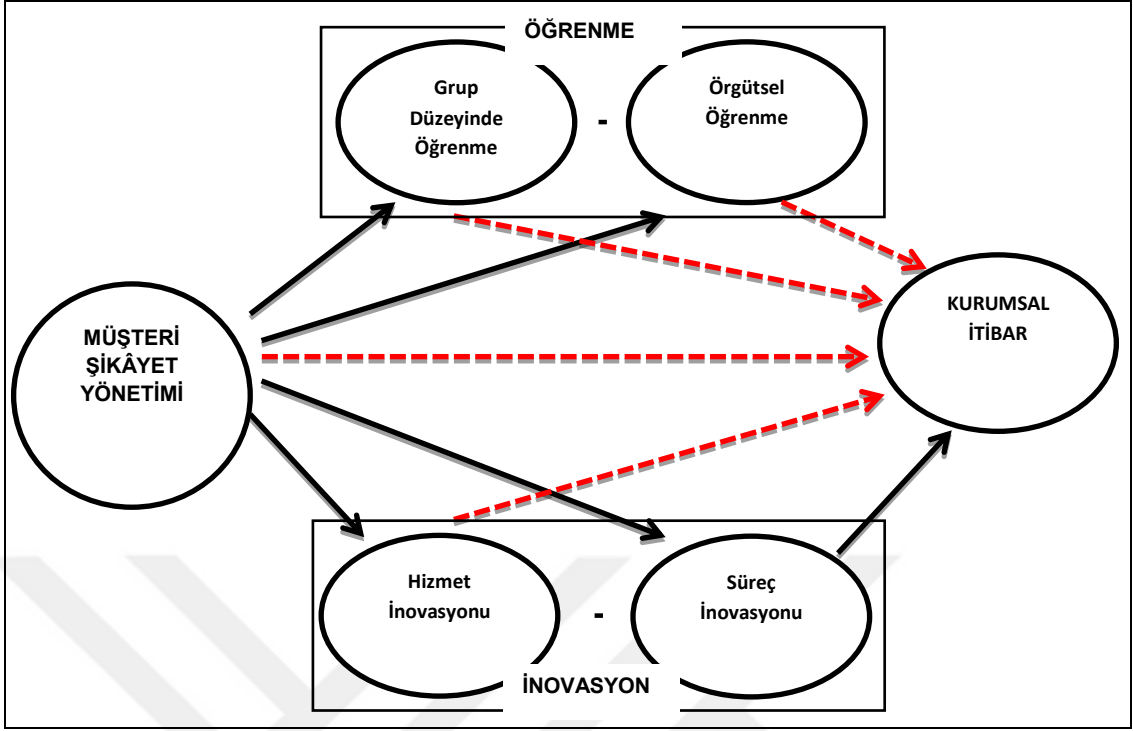 ÖĞRENME
Grup
Düzeyinde
Öğrenme
-
Örgütsel
Öğrenme
MÜŞTERİ
ŞİKÂYET
YÖNETİMİ
KURUMSAL
İTİBAR
Hizmet
İnovasyonu
-
Süreç
İnovasyonu
İNOVASYON